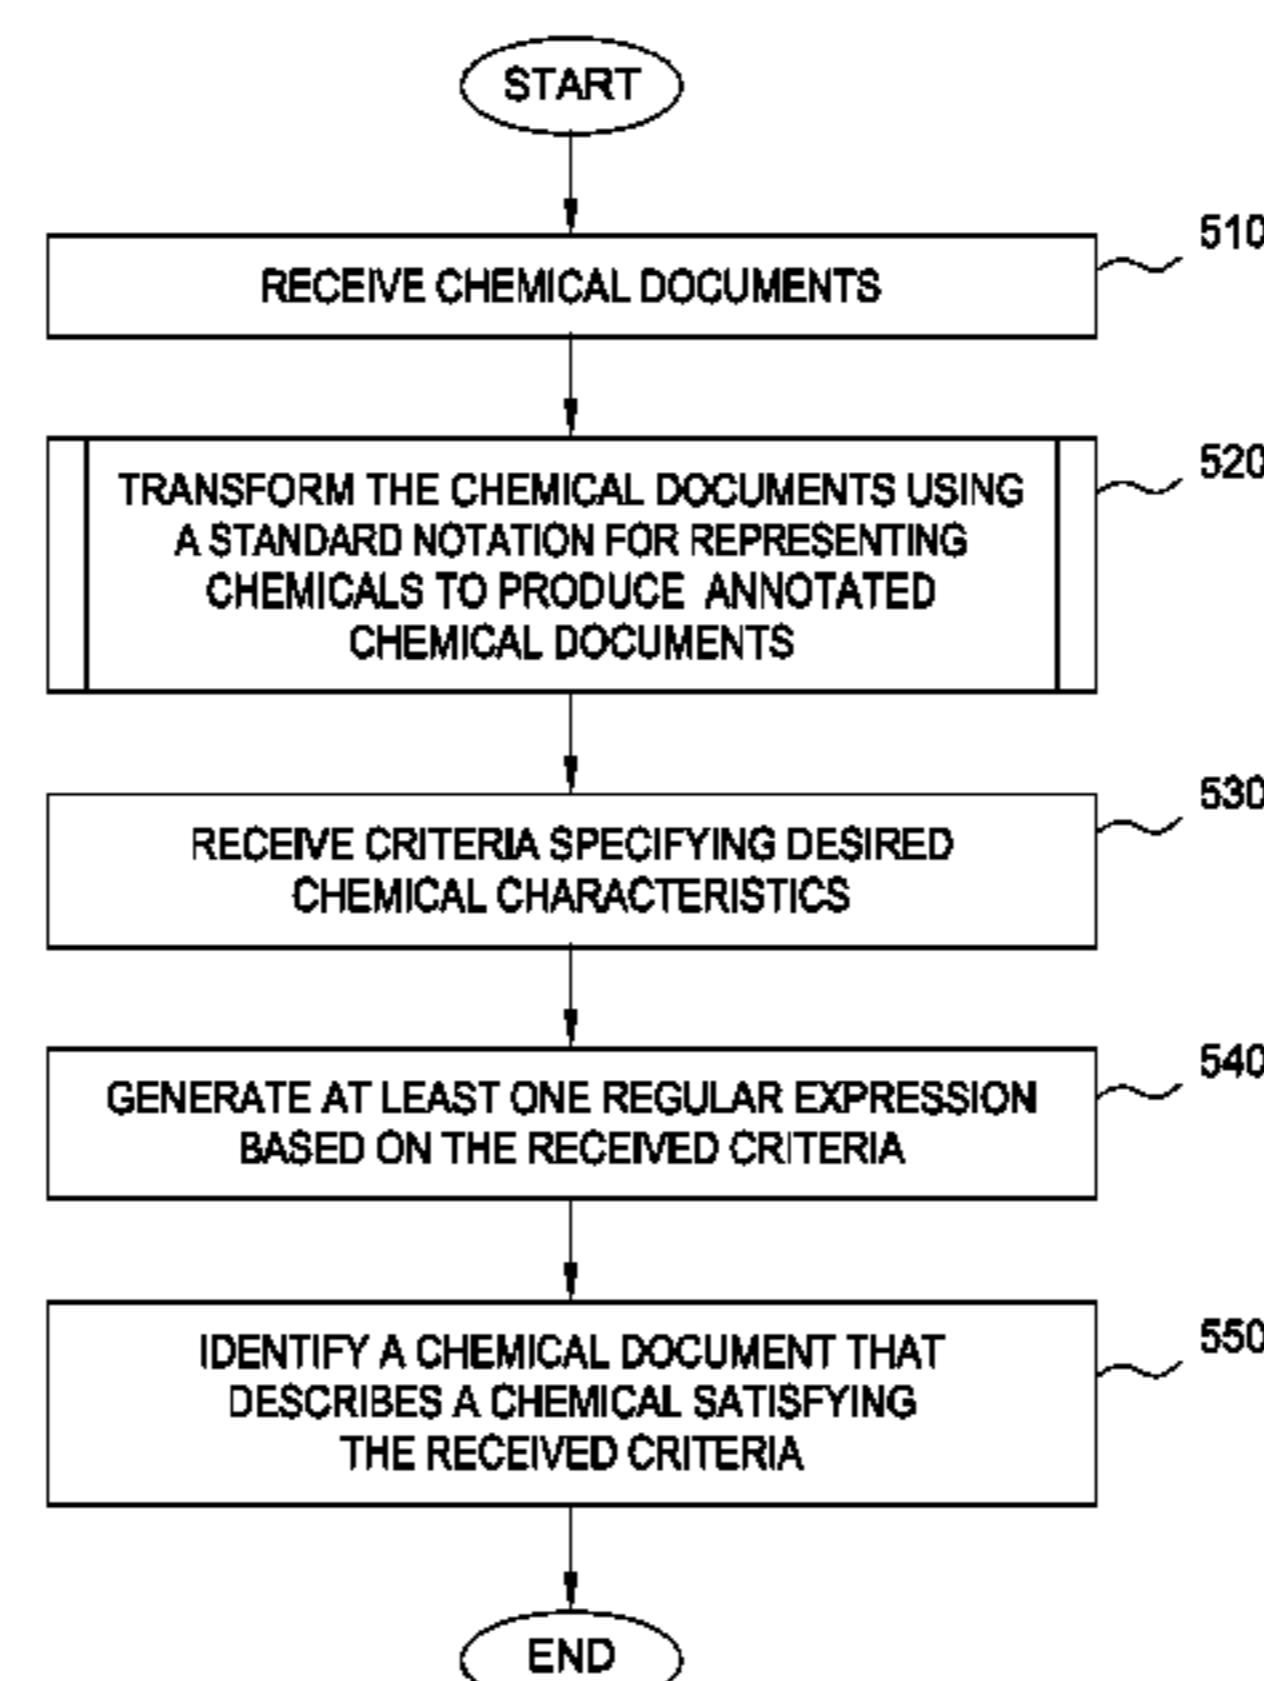 START
510
RECEIVE CHEMICAL DOCUMENTS
520
TRANSFORM THE CHEMICAL DOCUMENTS USING
A STANDARD NOTATION FOR REPRESENTING
CHEMICALS TO PRODUCE ANNOTATED
CHEMICAL DOCUMENTS
530
RECEIVE CRITERIA SPECIFYING DESIRED
CHEMICAL CHARACTERISTICS
540
GENERATE AT LEAST ONE REGULAR EXPRESSION
BASED ON THE RECEIVED CRITERIA
550
IDENTIFY A CHEMICAL DOCUMENT THAT
DESCRIBES A CHEMICAL SATISFYING
THE RECEIVED CRITERIA
END